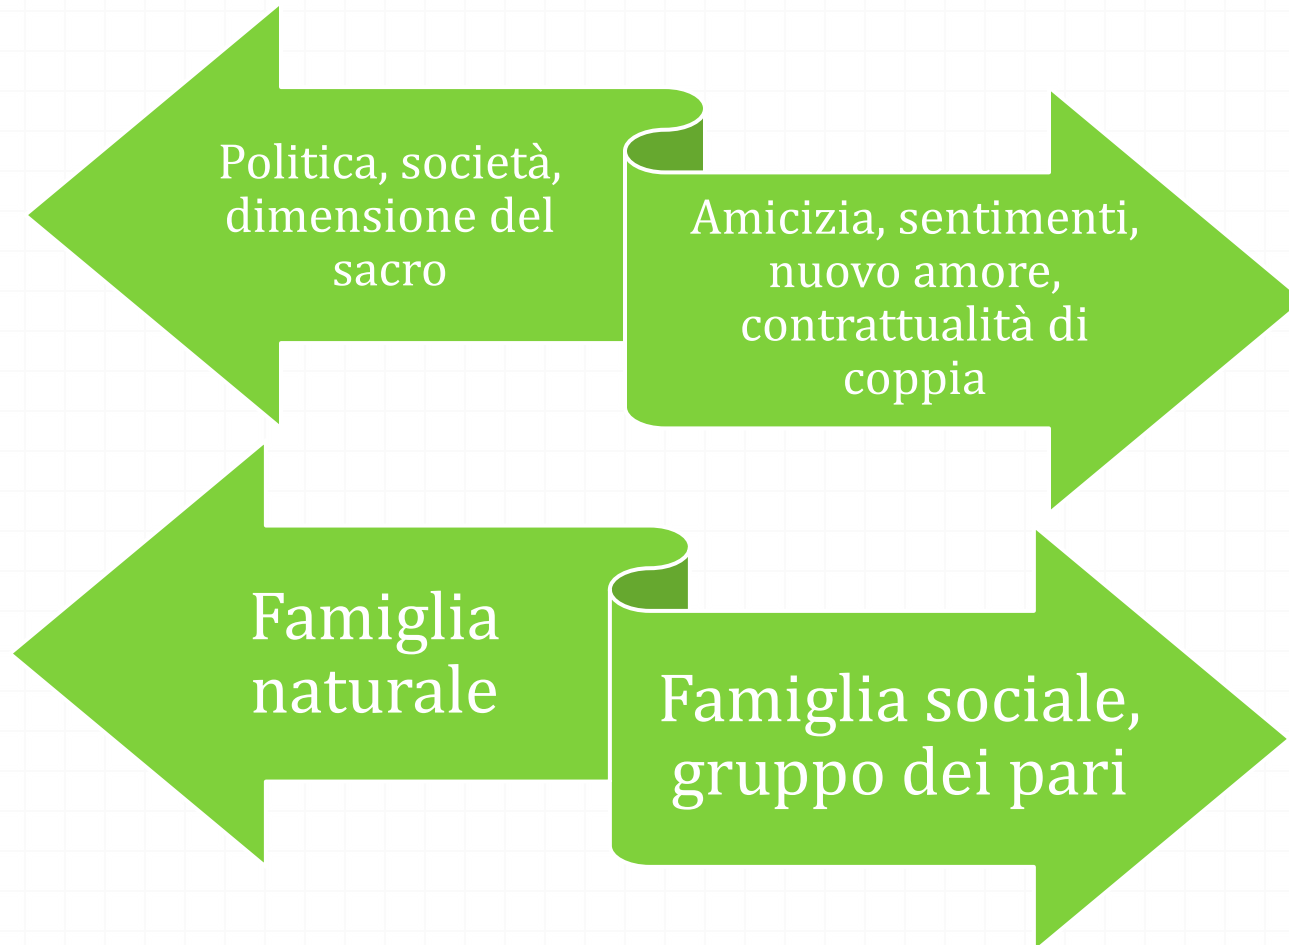 Politica, società,
dimensione del
sacro
Amicizia, sentimenti,
nuovo amore,
contrattualità di
coppia
Famiglia
naturale
Famiglia sociale,
gruppo dei pari